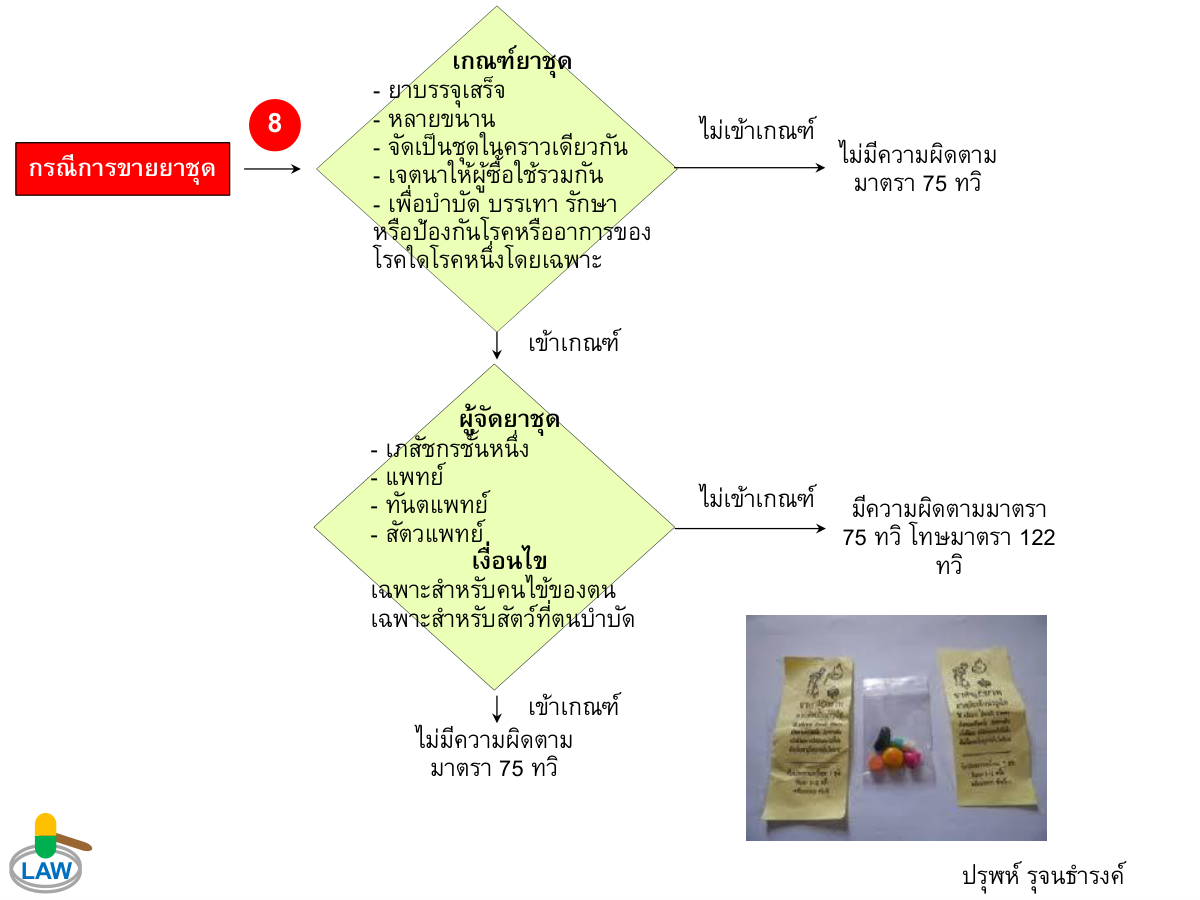 เกณฑ์ยาชุด
- ยาบรรจุเสร็จ
- หลายขนาน
- จัดเป็นชุดในคราวเดียวกัน
- เจตนาให้ผู้ซื้อใช้รวมกัน
- เพื่อบำบัด บรรเทา รักษา
หรือป้องกันโรคหรืออาการของ
โรคใดโรคหนึ่งโดยเฉพาะ
8
กรณีการขายยาชุด
ไม่เข้าเกณฑ์
ไม่มีความผิดตาม
มาตรา 75 ทวิ
เข้าเกณฑ์
ผู้จัดยาชุด
- เภสัชกรชั้นหนึ่ง
- แพทย์
- ทันตแพทย์
- สัตวแพทย์
เงื่อนไข
เฉพาะสำหรับคนไข้ของตน
เฉพาะสำหรับสัตว์ที่ตนบำบัด
ไม่เข้าเกณฑ์
มีความผิดตามมาตรา
75 ทวิ โทษมาตรา 122
ทวิ
เข้าเกณฑ์
ไม่มีความผิดตาม
มาตรา 75 ทวิ
LAW
ปรุฬห์ รุจนธำรงค์